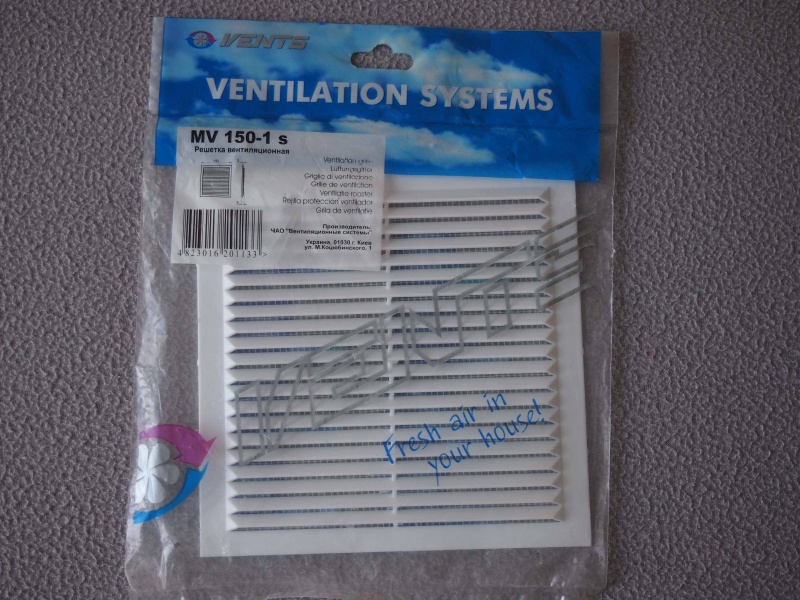 VENTS
VENTILATION SYSTEMS
MV 150-1 s
Решетка вентиляционная
Ventilation grille
Lüftungsgitter
Griglie di ventilazione
Grille de ventilation
Ventilatie rooster
Rejilla protección ventilador
Grila de ventilatie
Производитель:
ЧАО "Вентиляционные системы"
Украина, 01030 г. Киев
ул. М.Коцюбинского, 1
4823016201133>
VENTS
Fresh air in
your house!